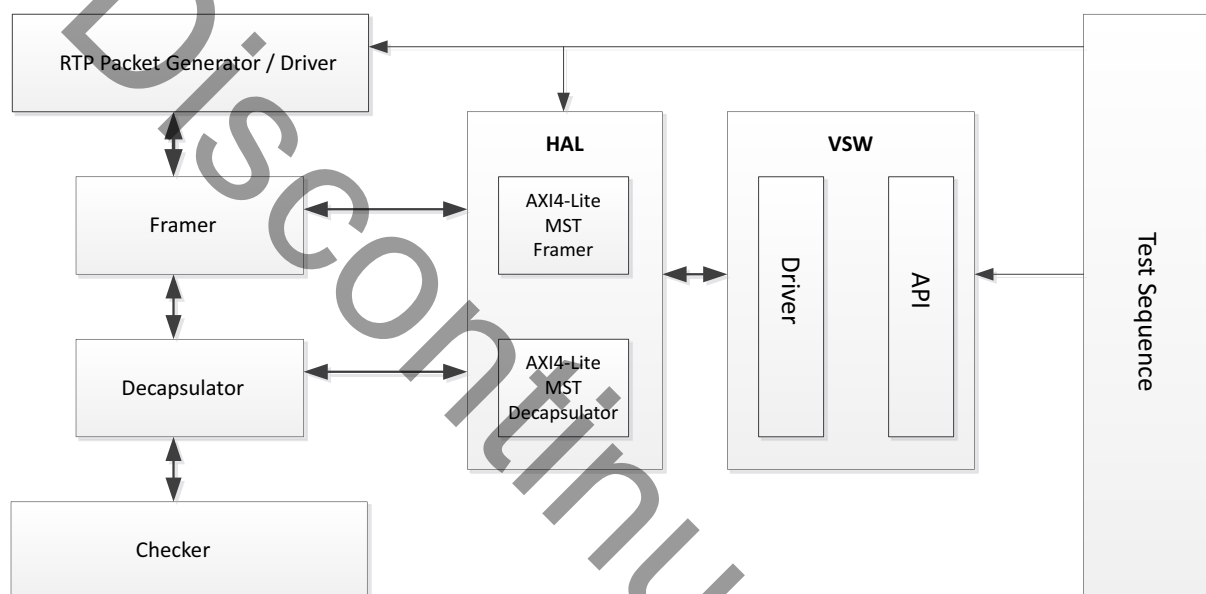 RTP Packet Generator / Driver
HAL
VSW
AXI4-Lite
MST
Framer
Framer
Driver
API
Test Sequence
AXI4-Lite
MST
Decapsulator
Decapsulator
Checker
Discontinu